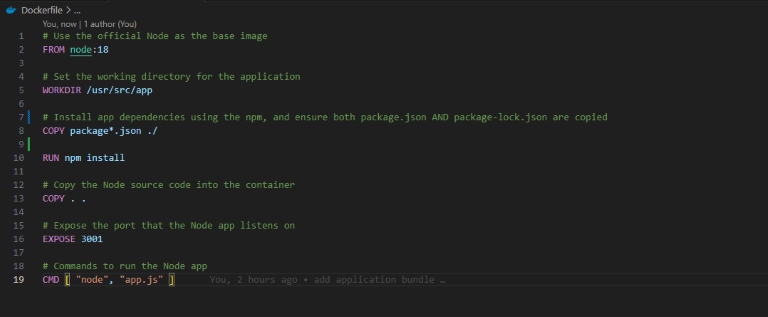 Dockerfile > ...
You, now | 1 author (You)
1 # Use the official Node as the base image
2 FROM node:18
3
4 # Set the working directory for the application
5 WORKDIR /usr/src/app
6
7 # Install app dependencies using the npm, and ensure both package.json AND package-lock.json are copied
8 COPY package*.json ./
9
10 RUN npm install
11
12 # Copy the Node source code into the container
13 COPY . .
14
15 # Expose the port that the Node app listens on
16 EXPOSE 3001
17
18 # Commands to run the Node app
19 CMD [ "node", "app.js" ] You, 2 hours ago • add application bundle …